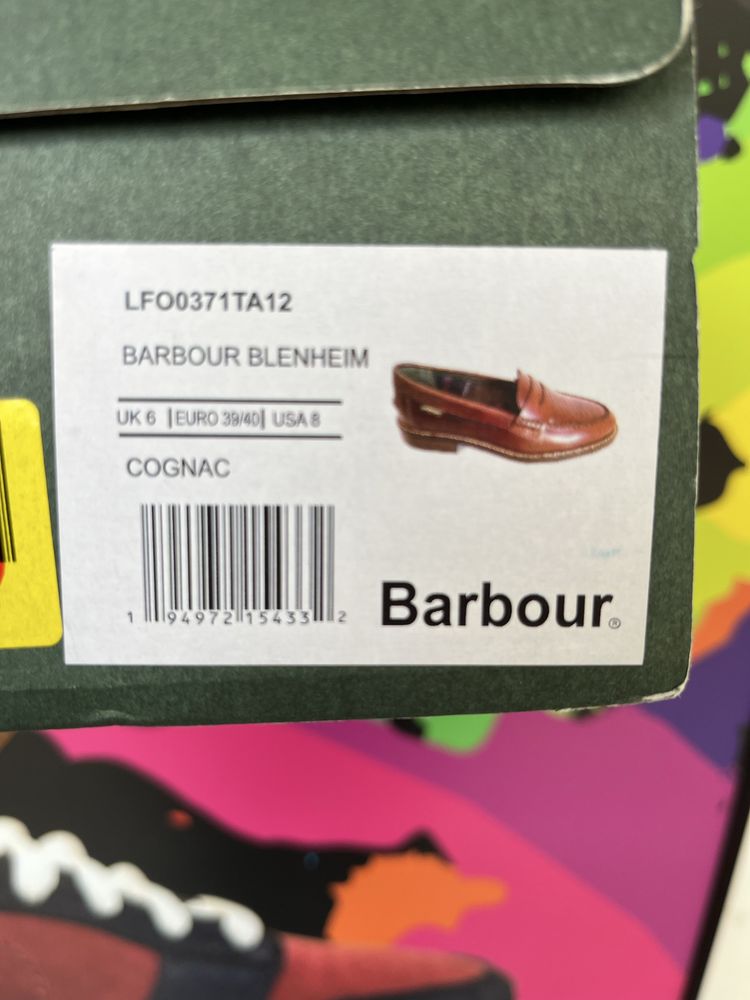 LFO0371TA12
BARBOUR BLENHEIM
UK 6 | EURO 39/40 | USA 8
COGNAC
1 94972 15433 2
Barbour®